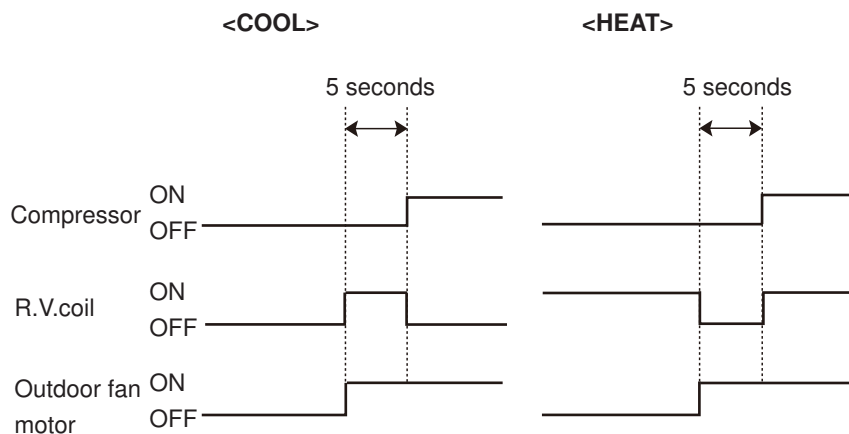 <COOL> <HEAT>
5 seconds 5 seconds
Compressor ON
OFF
R.V.coil ON
OFF
Outdoor fan motor ON
OFF